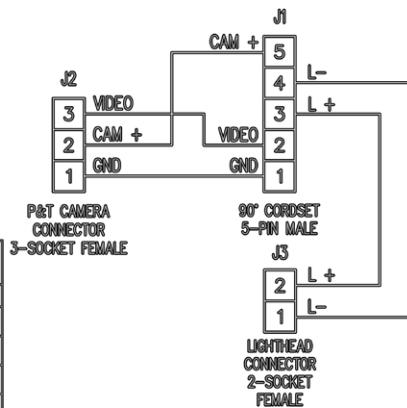 J1
CAM +
5
4
L-
3
L +
VIDEO
2
GND
1
90° CORDSET
5-PIN MALE
J2
3
VIDEO
2
CAM +
1
GND
P&T CAMERA
CONNECTOR
3-SOCKET FEMALE
J3
2
L +
1
L-
LIGHTHEAD
CONNECTOR
2-SOCKET
FEMALE